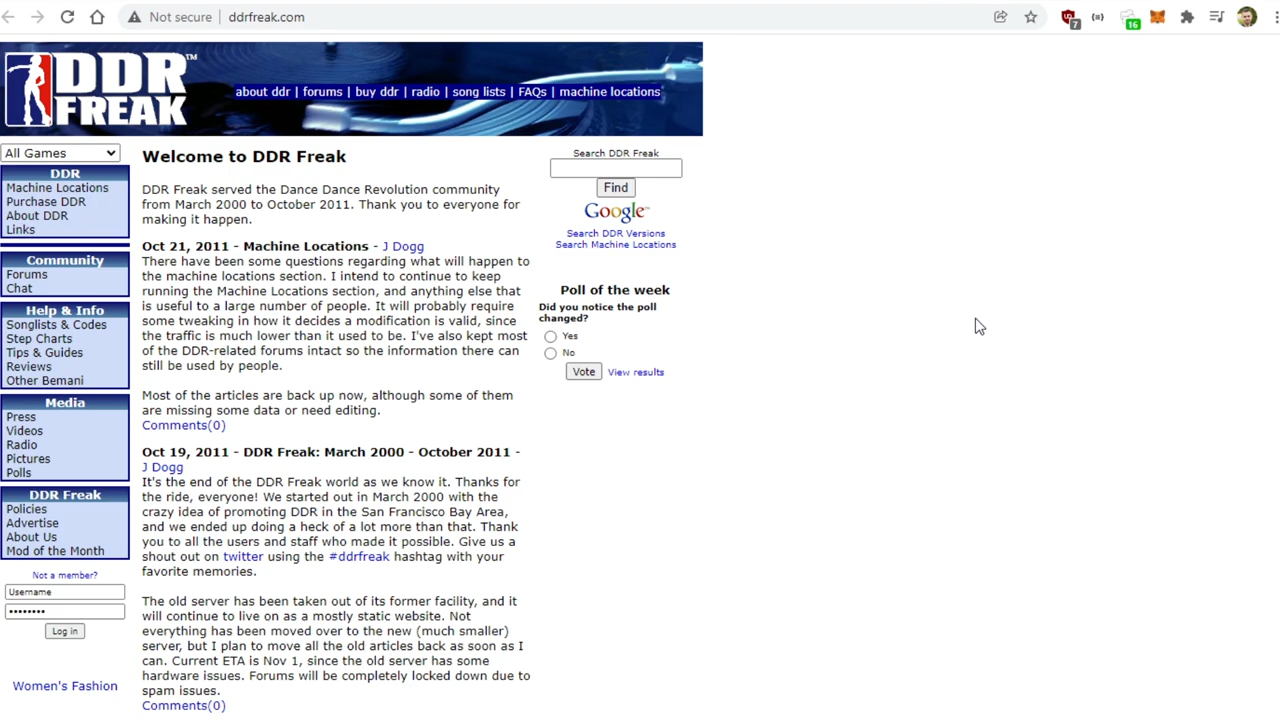 Not secure
ddrfreak.com
7
16
DDR
FREAK™
about ddr | forums | buy ddr | radio | song lists | FAQs | machine locations
All Games
DDR
Machine Locations
Purchase DDR
About DDR
Links
Community
Forums
Chat
Help & Info
Songlists & Codes
Step Charts
Tips & Guides
Reviews
Other Bemani
Media
Press
Videos
Radio
Pictures
Polls
DDR Freak
Policies
Advertise
About Us
Mod of the Month
Not a member?
Username
••••••••
Log in
Women's Fashion
Welcome to DDR Freak
DDR Freak served the Dance Dance Revolution community
from March 2000 to October 2011. Thank you to everyone for
making it happen.
Oct 21, 2011 - Machine Locations - J Dogg
There have been some questions regarding what will happen to
the machine locations section. I intend to continue to keep
running the Machine Locations section, and anything else that
is useful to a large number of people. It will probably require
some tweaking in how it decides a modification is valid, since
the traffic is much lower than it used to be. I've also kept most
of the DDR-related forums intact so the information there can
still be used by people.
Most of the articles are back up now, although some of them
are missing some data or need editing.
Comments(0)
Oct 19, 2011 - DDR Freak: March 2000 - October 2011 -
J Dogg
It's the end of the DDR Freak world as we know it. Thanks for
the ride, everyone! We started out in March 2000 with the
crazy idea of promoting DDR in the San Francisco Bay Area,
and we ended up doing a heck of a lot more than that. Thank
you to all the users and staff who made it possible. Give us a
shout out on twitter using the #ddrfreak hashtag with your
favorite memories.
The old server has been taken out of its former facility, and it
will continue to live on as a mostly static website. Not
everything has been moved over to the new (much smaller)
server, but I plan to move all the old articles back as soon as I
can. Current ETA is Nov 1, since the old server has some
hardware issues. Forums will be completely locked down due to
spam issues.
Comments(0)
Search DDR Freak
Find
Google™
Search DDR Versions
Search Machine Locations
Poll of the week
Did you notice the poll
changed?
Yes
No
Vote
View results